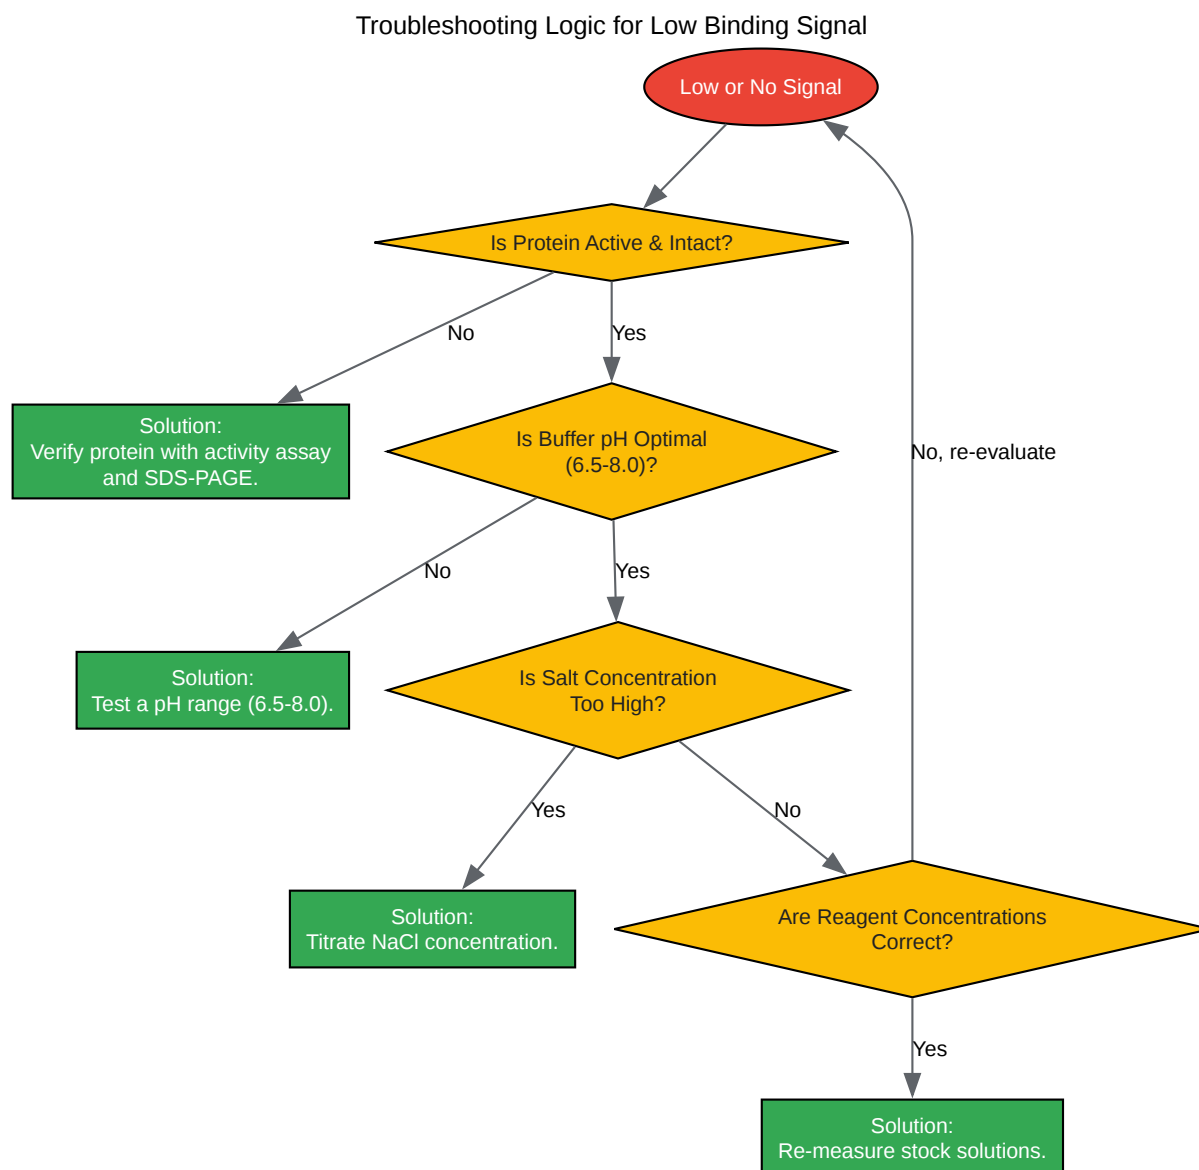 Troubleshooting Logic for Low Binding Signal
Low or No Signal
Is Protein Active & Intact?
No
Yes
Solution:
Verify protein with activity assay
and SDS-PAGE.
Is Buffer pH Optimal
(6.5-8.0)?
No, re-evaluate
No
Yes
Solution:
Test a pH range (6.5-8.0).
Is Salt Concentration
Too High?
Yes
No
Solution:
Titrate NaCl concentration.
Are Reagent Concentrations
Correct?
Yes
Solution:
Re-measure stock solutions.